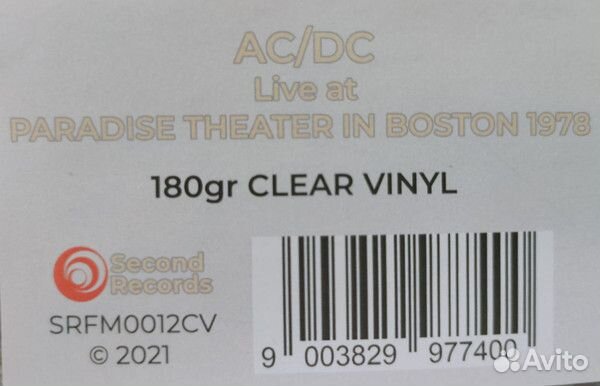 AC/DC
Live at
PARADISE THEATER IN BOSTON 1978
180gr CLEAR VINYL
Second
Records
SRFM0012CV
© 2021
9 003829 977400
Avito